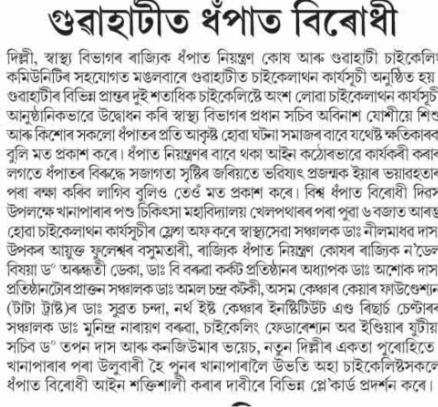 গুৱাহাটীত ধঁপাত বিৰোধী
দিল্লী, স্বাস্থ্য বিভাগৰ ৰাজ্যিক ধঁপাত নিয়ন্ত্ৰণ কোষ আৰু গুৱাহাটী চাইকেলিং
কমিউনিটিৰ সহযোগত মঙলবাৰে গুৱাহাটীত চাইকেলাথন কাৰ্যসূচী অনুষ্ঠিত হয়
গুৱাহাটীৰ বিভিন্ন প্ৰান্তৰ দুই শতাধিক চাইকেলিষ্টে অংশ লোৱা চাইকেলাথন কাৰ্যসূচী
আনুষ্ঠানিকভাৱে উদ্বোধন কৰি স্বাস্থ্য বিভাগৰ প্ৰধান সচিব অবিনাশ যোশীয়ে শিশু
আৰু কিশোৰ সকলো ধঁপাতৰ প্ৰতি আকৃষ্ট হোৱা ঘটনা সমাজৰ বাবে যথেষ্ট ক্ষতিকাৰক
বুলি মত প্ৰকাশ কৰে। ধঁপাত নিয়ন্ত্ৰণৰ বাবে থকা আইন কঠোৰভাৱে কাৰ্যকৰী কৰাৰ
লগতে ধঁপাতৰ বিৰুদ্ধে সজাগতা সৃষ্টিৰ জৰিয়তে ভৱিষ্যৎ প্ৰজন্মক ইয়াৰ ভয়াবহতাৰ
পৰা ৰক্ষা কৰিব লাগিব বুলিও তেওঁ মত প্ৰকাশ কৰে। বিশ্ব ধঁপাত বিৰোধী দিৱস
উপলক্ষে খানাপাৰাৰ পশু চিকিৎসা মহাবিদ্যালয় খেলপথাৰৰ পৰা পুৱা ৬ বজাত আৰম্ভ
হোৱা চাইকেলাথন কাৰ্যসূচীৰ ফ্লেগ অফ কৰে স্বাস্থ্যসেৱা সঞ্চালক ডাঃ নীলমাধৱ দাস
উপকৰ আয়ুক্ত ফুলেশ্বৰ বসুমতাৰী, ৰাজ্যিক ধঁপাত নিয়ন্ত্ৰণ কোষৰ ৰাজ্যিক ন'ডেল
বিষয়া ড° অৰুন্ধতী ডেকা, ডাঃ বি বৰুৱা কৰ্কট প্ৰতিষ্ঠানৰ অধ্যাপক ডাঃ অশোক দাস
প্ৰতিষ্ঠানটোৰ প্ৰাক্তন সঞ্চালক ডাঃ অমল চন্দ্ৰ কটকী, অসম কেঞ্চাৰ কেয়াৰ ফাউণ্ডেশ্যন
(টাটা ট্ৰাষ্ট)ৰ ডাঃ সুব্ৰত চন্দা, নৰ্থ ইষ্ট কেঞ্চাৰ ইনষ্টিটিউট এণ্ড ৰিছাৰ্চ চেণ্টাৰৰ
সঞ্চালক ডাঃ মুনিন্দ্ৰ নাৰায়ণ বৰুৱা, চাইকেলিং ফেডাৰেশ্যন অব ইণ্ডিয়াৰ যুটীয়া
সচিব ড° তপন দাস আৰু কনজিউমাৰ ভয়েচ, নতুন দিল্লীৰ একতা পুৰোহিতে
খানাপাৰাৰ পৰা উলুবাৰী হৈ পুনৰ খানাপাৰালৈ উভতি অহা চাইকেলিষ্টসকলে
ধঁপাত বিৰোধী আইন শক্তিশালী কৰাৰ দাবীৰে বিভিন্ন প্লে'কাৰ্ড প্ৰদৰ্শন কৰে।